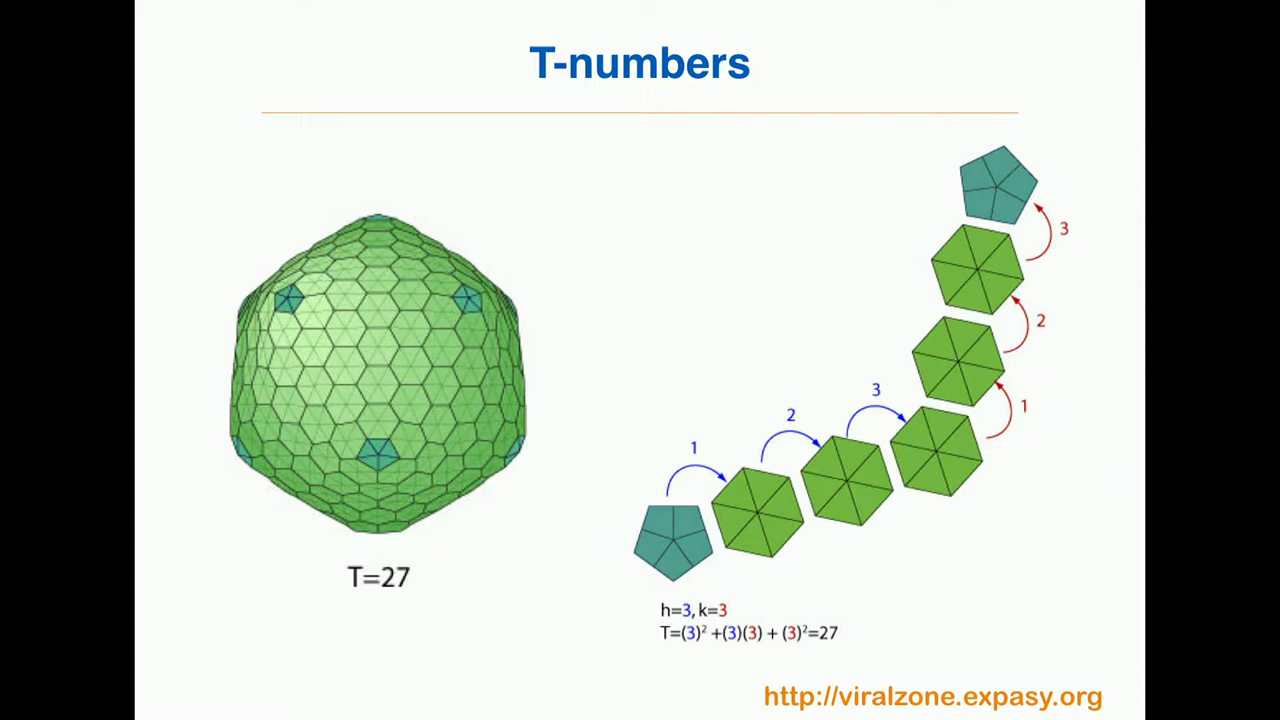 T-numbers
3
2
3
2
1
1
T=27
h=3, k=3
T=(3)² +(3)(3) + (3)²=27
http://viralzone.expasy.org